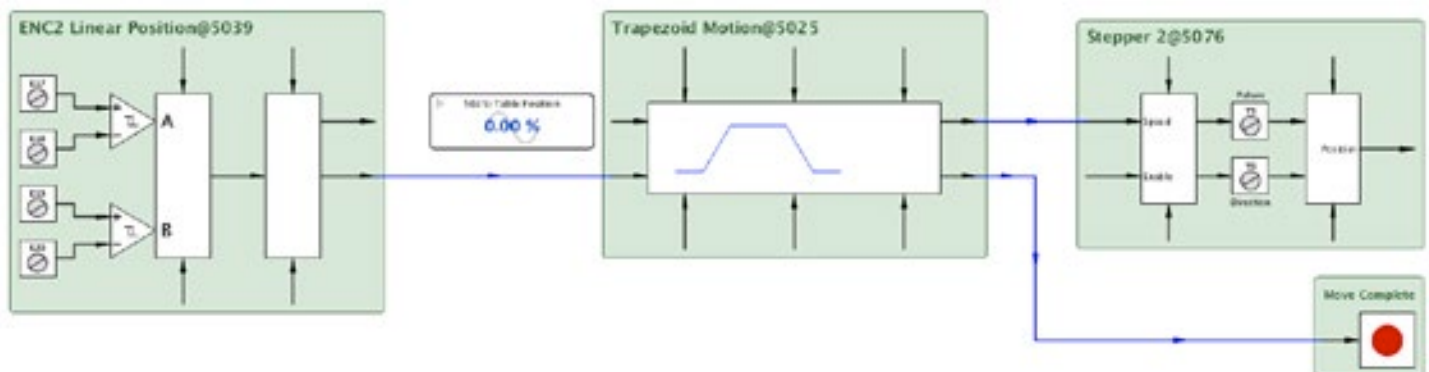 ENC2 Linear Position@5039
A
B
0.00 %
Trapezoid Motion@5025
Stepper 2@5076
Speed
Enable
Pulses
Direction
Position
Move Complete